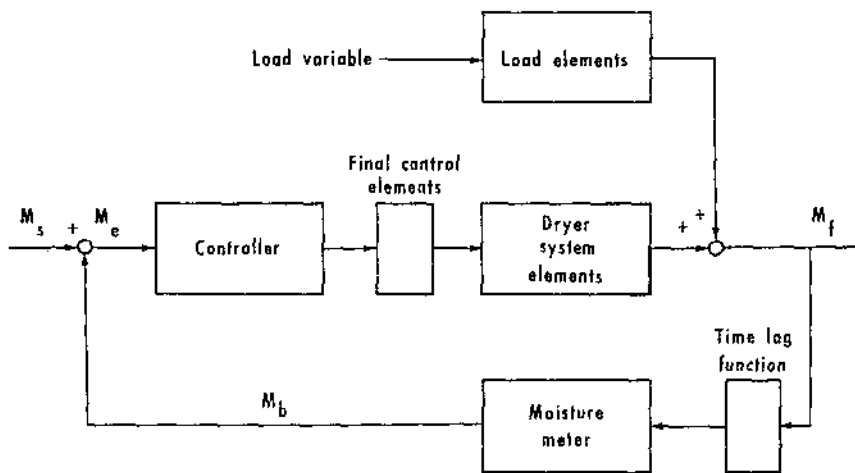 Load variable
Load elements
Final control
elements
M_s
+
M_e
Controller
Dryer
system
elements
+
+
M_f
Time lag
function
M_b
Moisture
meter